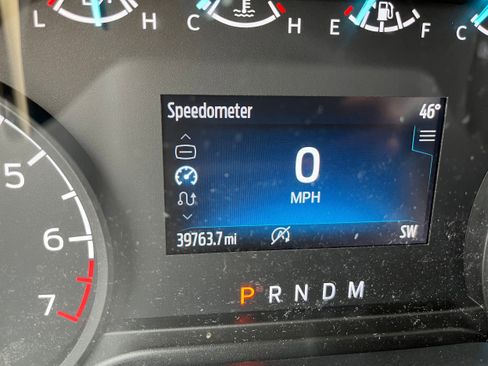 L H C H E F C
Speedometer 46°
5
0
MPH
6
39763.7 mi A SW
7
P R N D M